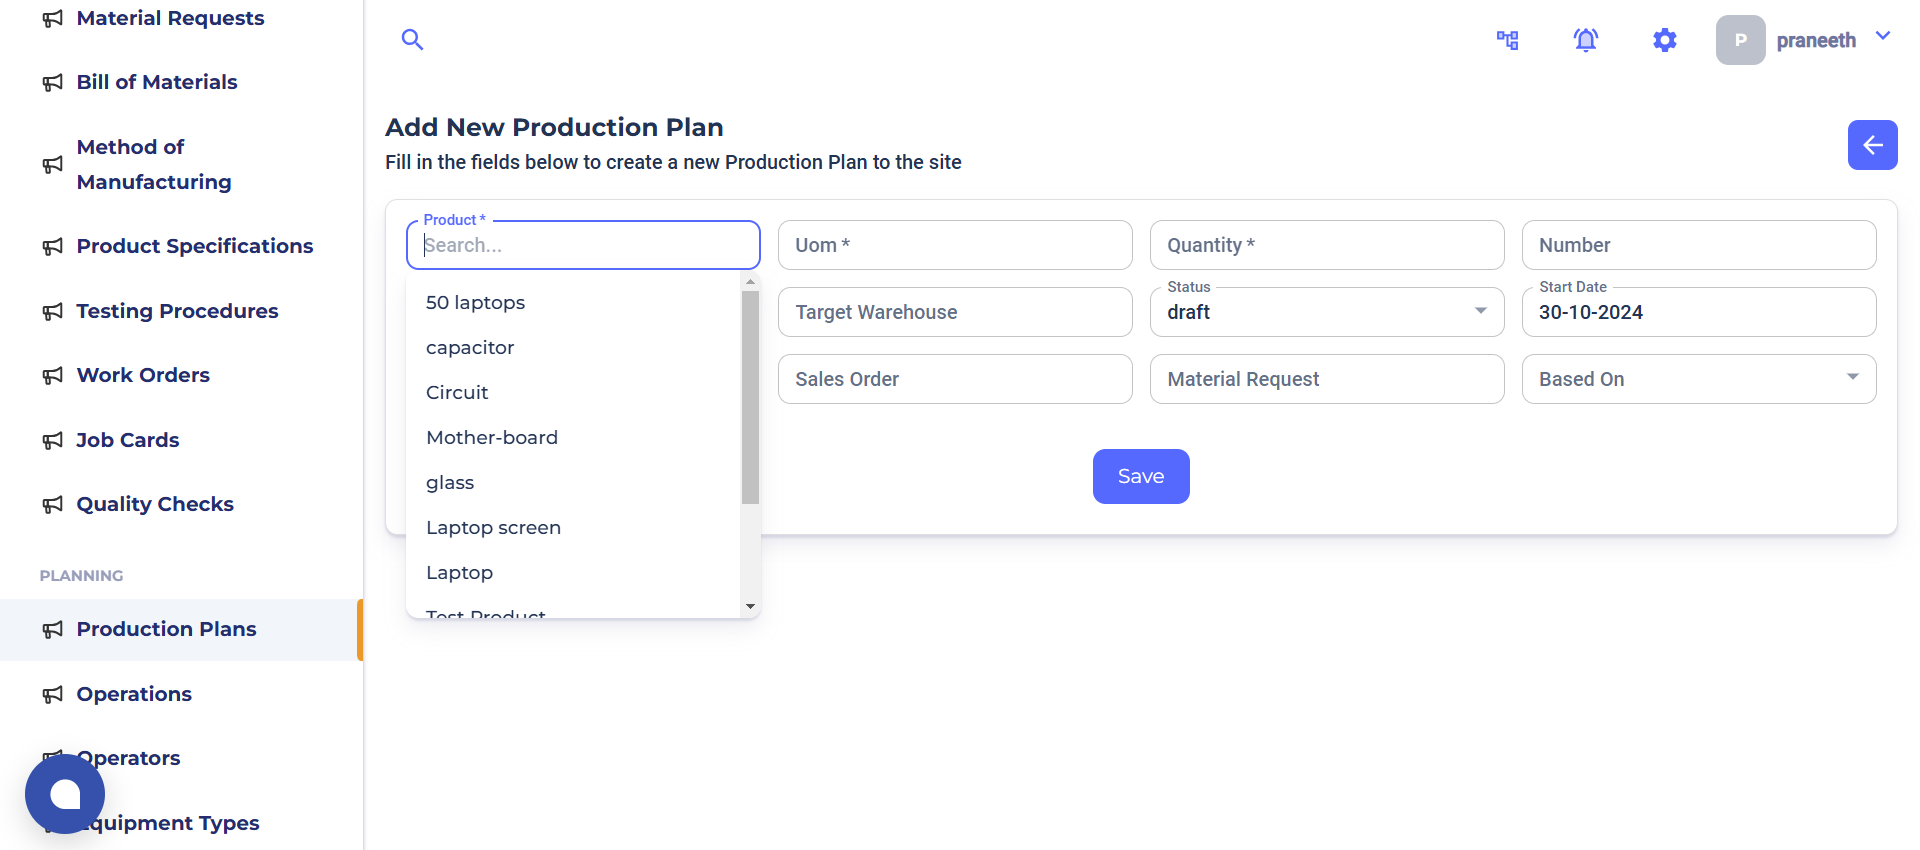 Material Requests
Bill of Materials
Method of
Manufacturing
Product Specifications
Testing Procedures
Work Orders
Job Cards
Quality Checks
PLANNING
Production Plans
Operations
Operators
Equipment Types
P
praneeth
Add New Production Plan
Fill in the fields below to create a new Production Plan to the site
Product *
Search...
Uom *
Quantity *
Number
50 laptops
capacitor
Circuit
Mother-board
glass
Laptop screen
Laptop
Test Product
Target Warehouse
Status
draft
Start Date
30-10-2024
Sales Order
Material Request
Based On
Save